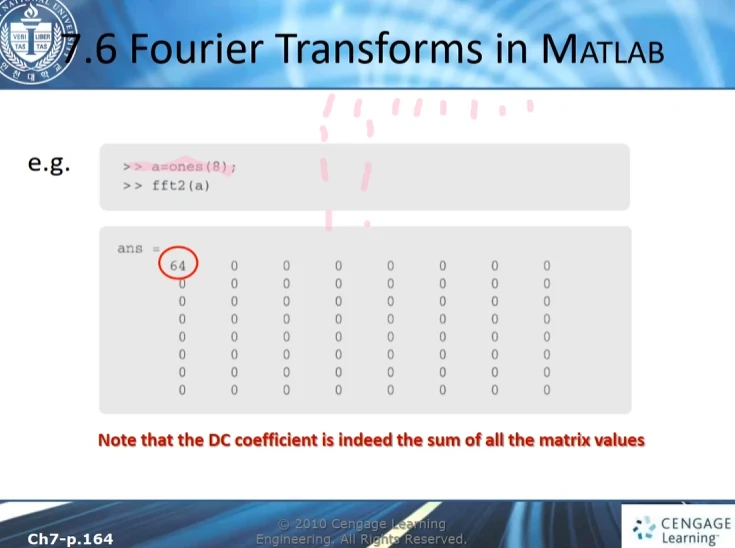 VERI LIBER
TAS TAS
7.6 Fourier Transforms in MATLAB
e.g.
>> a=ones(8);
>> fft2(a)
ans =
64 0 0 0 0 0 0 0
0 0 0 0 0 0 0 0
0 0 0 0 0 0 0 0
0 0 0 0 0 0 0 0
0 0 0 0 0 0 0 0
0 0 0 0 0 0 0 0
0 0 0 0 0 0 0 0
0 0 0 0 0 0 0 0
Note that the DC coefficient is indeed the sum of all the matrix values
Ch7-p.164
© 2010 Cengage Learning
Engineering. All Rights Reserved.
CENGAGE
Learning™